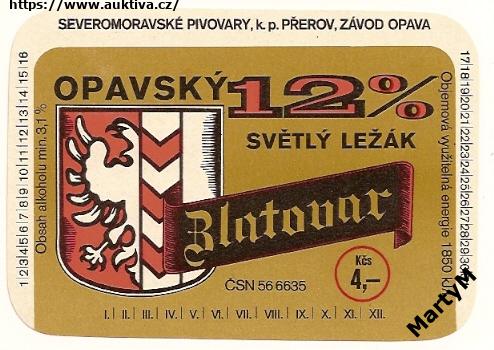 https://www.auktiva.cz/
SEVEROMORAVSKÉ PIVOVARY, k. p. PŘEROV, ZÁVOD OPAVA
OPAVSKÝ 12%
SVĚTLÝ LEŽÁK
Zlatovar
Kčs
4,–
ČSN 56 6635
I. II. III. IV. V. VI. VII. VIII. IX. X. XI. XII.
1|2|3|4|5|6|7|8|9|10|11|12|13|14|15|16
Obsah alkoholu min. 3,1%
17|18|19|20|21|22|23|24|25|26|27|28|29|30
Objemová využitelná energie 1850 kJ
MartyM